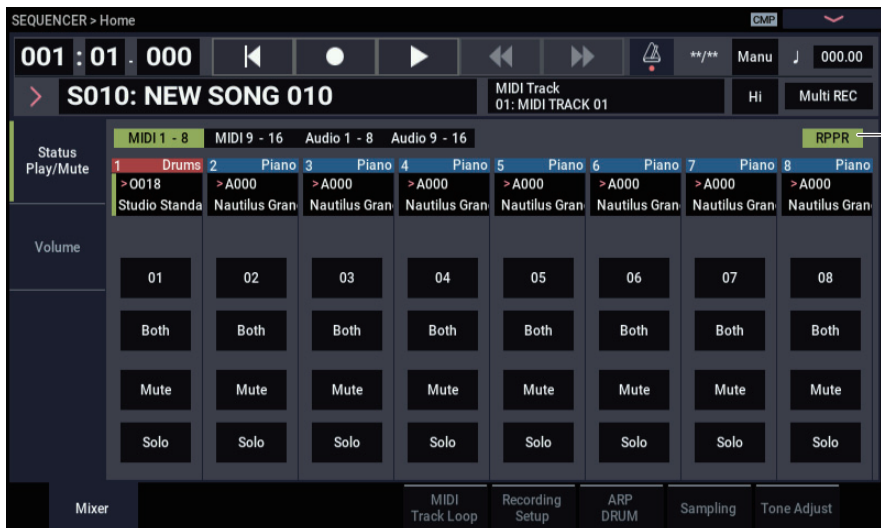 SEQUENCER > Home CMP
001 : 01 . 000 **/** Manu ♩ 000.00
> S010: NEW SONG 010 MIDI Track
01: MIDI TRACK 01 Hi Multi REC
Status
Play/Mute
MIDI 1 - 8 MIDI 9 - 16 Audio 1 - 8 Audio 9 - 16 RPPR
1 Drums 2 Piano 3 Piano 4 Piano 5 Piano 6 Piano 7 Piano 8 Piano
>O018 >A000 >A000 >A000 >A000 >A000 >A000 >A000
Studio Standa Nautilus Gran Nautilus Gran Nautilus Gran Nautilus Gran Nautilus Gran Nautilus Gran Nautilus Gran
Volume
01 02 03 04 05 06 07 08
Both Both Both Both Both Both Both Both
Mute Mute Mute Mute Mute Mute Mute Mute
Solo Solo Solo Solo Solo Solo Solo Solo
Mixer MIDI
Track Loop Recording
Setup ARP
DRUM Sampling Tone Adjust